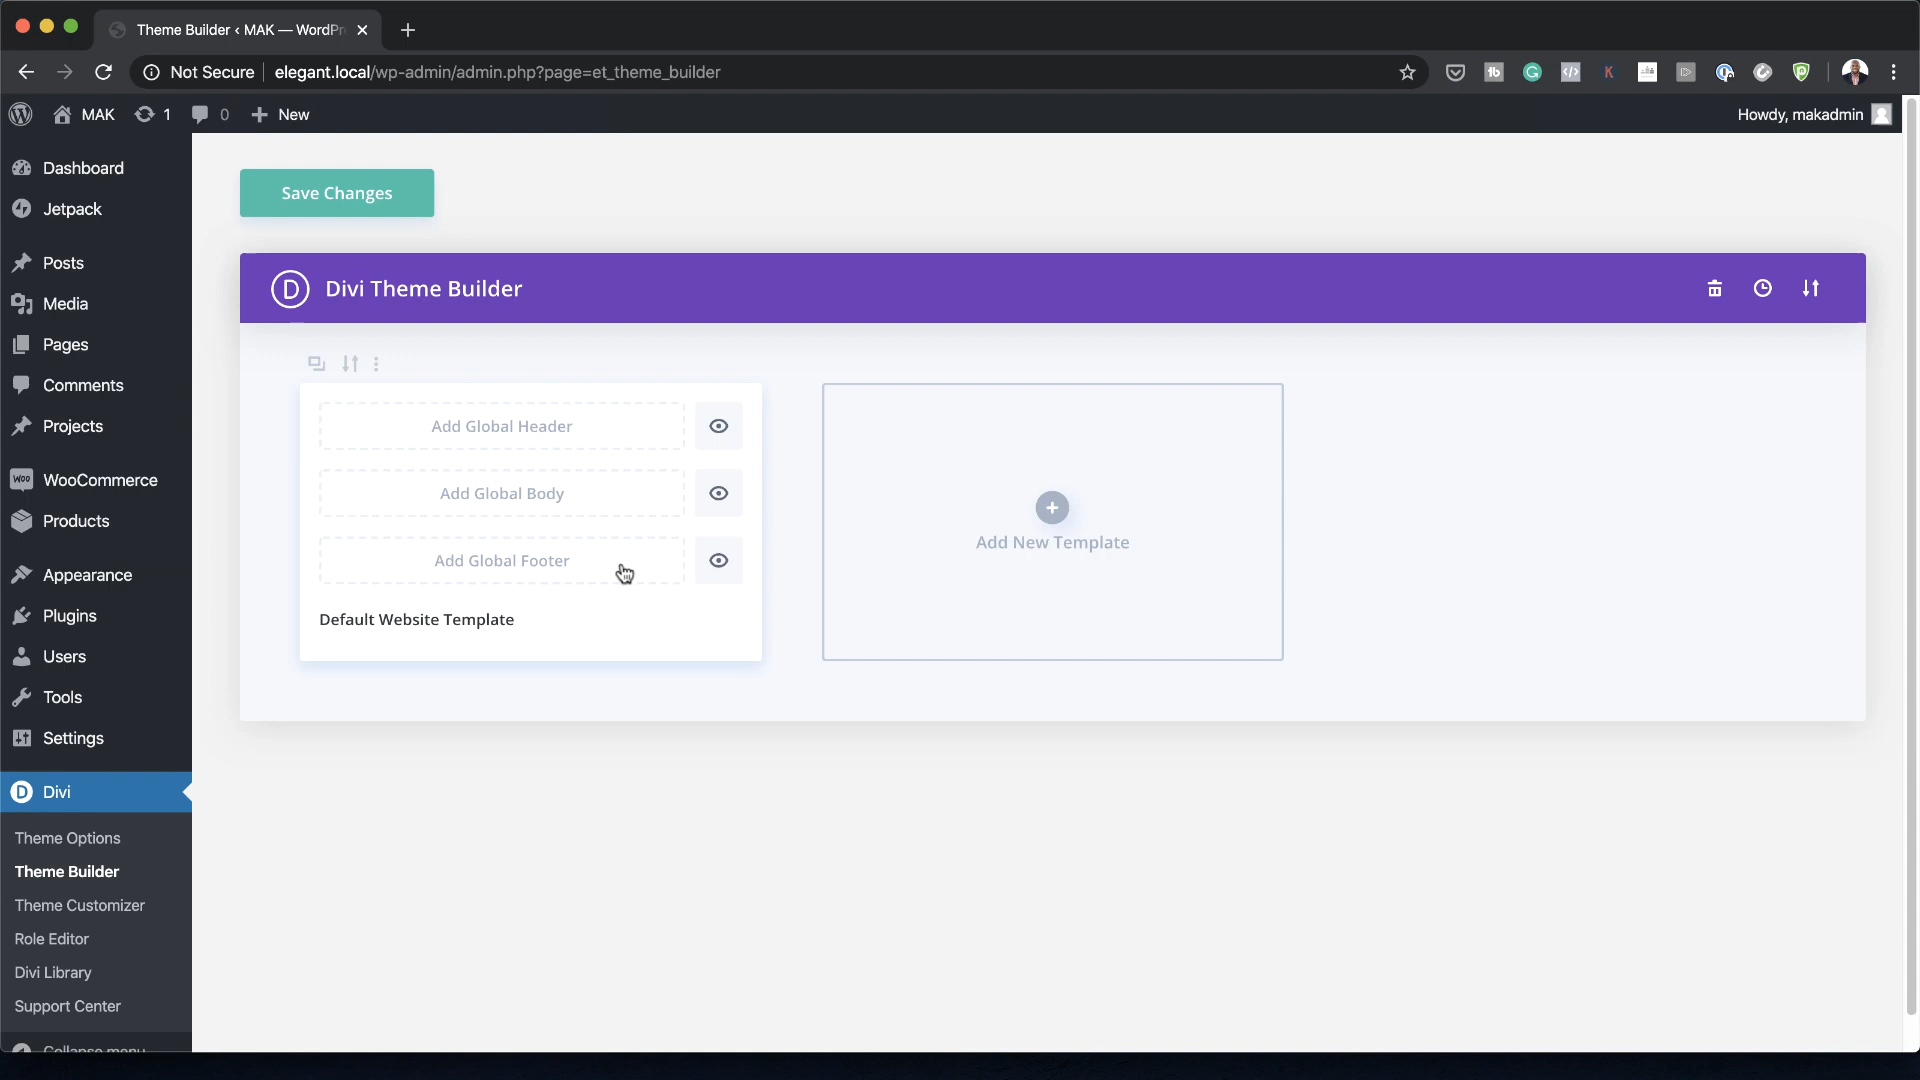 Theme Builder ‹ MAK — WordPr
Not Secure elegant.local/wp-admin/admin.php?page=et_theme_builder
MAK 1 0 New Howdy, makadmin
Dashboard
Jetpack
Posts
Media
Pages
Comments
Projects
WooCommerce
Products
Appearance
Plugins
Users
Tools
Settings
Divi
Theme Options
Theme Builder
Theme Customizer
Role Editor
Divi Library
Support Center
Collapse menu
Save Changes
D Divi Theme Builder
Add Global Header
Add Global Body
Add Global Footer
Default Website Template
Add New Template